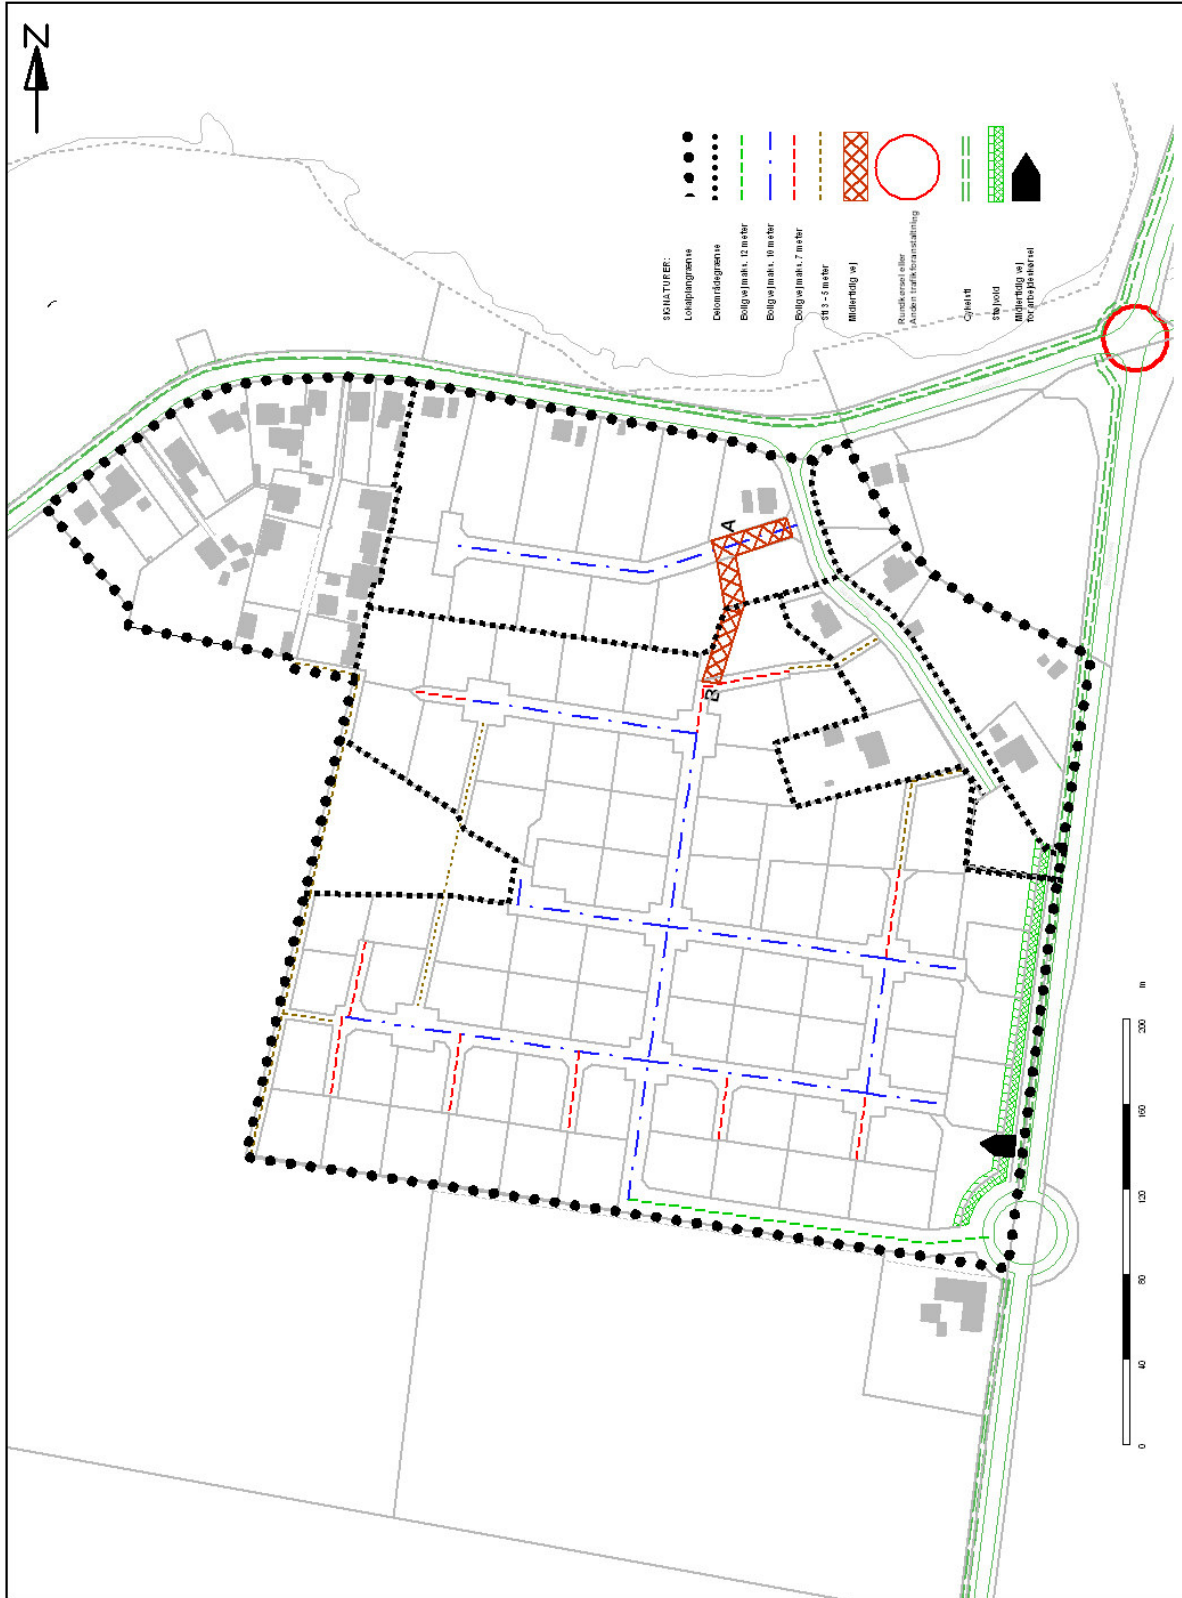 N
SIGNATURER:
Lokalplangrænse
Delområdegrænse
Boligvej maks. 12 meter
Boligvej maks. 10 meter
Boligvej maks. 7 meter
Sti 3 - 5 meter
Midlertidig vej
Rundkørsel eller
Anden trafikforanstaltning
Cykelsti
Støjvold
Midlertidig vej
for arbejdskørsel
A
B
0
40
80
120
160
200
m